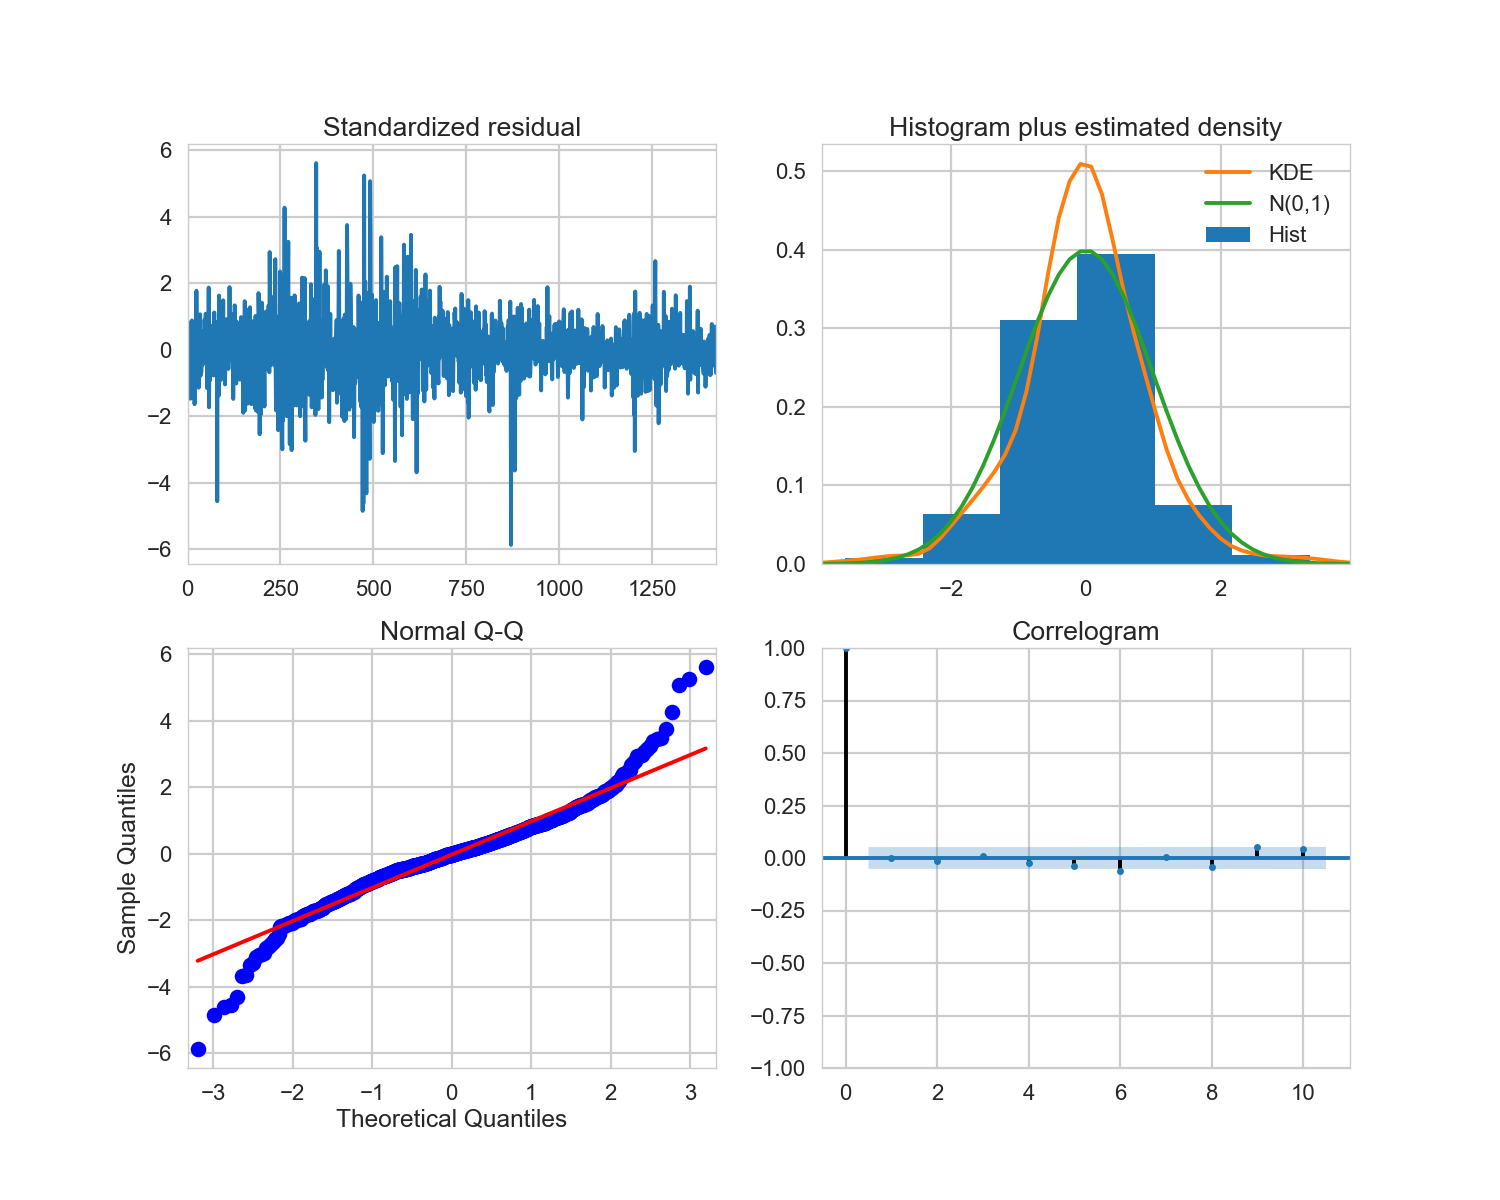 Standardized residual
6
4
2
0
−2
−4
−6
0 250 500 750 1000 1250
Histogram plus estimated density
0.5
0.4
0.3
0.2
0.1
0.0
−2 0 2
KDE
N(0,1)
Hist
Normal Q-Q
Sample Quantiles
6
4
2
0
−2
−4
−6
−3 −2 −1 0 1 2 3
Theoretical Quantiles
Correlogram
1.00
0.75
0.50
0.25
0.00
−0.25
−0.50
−0.75
−1.00
0 2 4 6 8 10